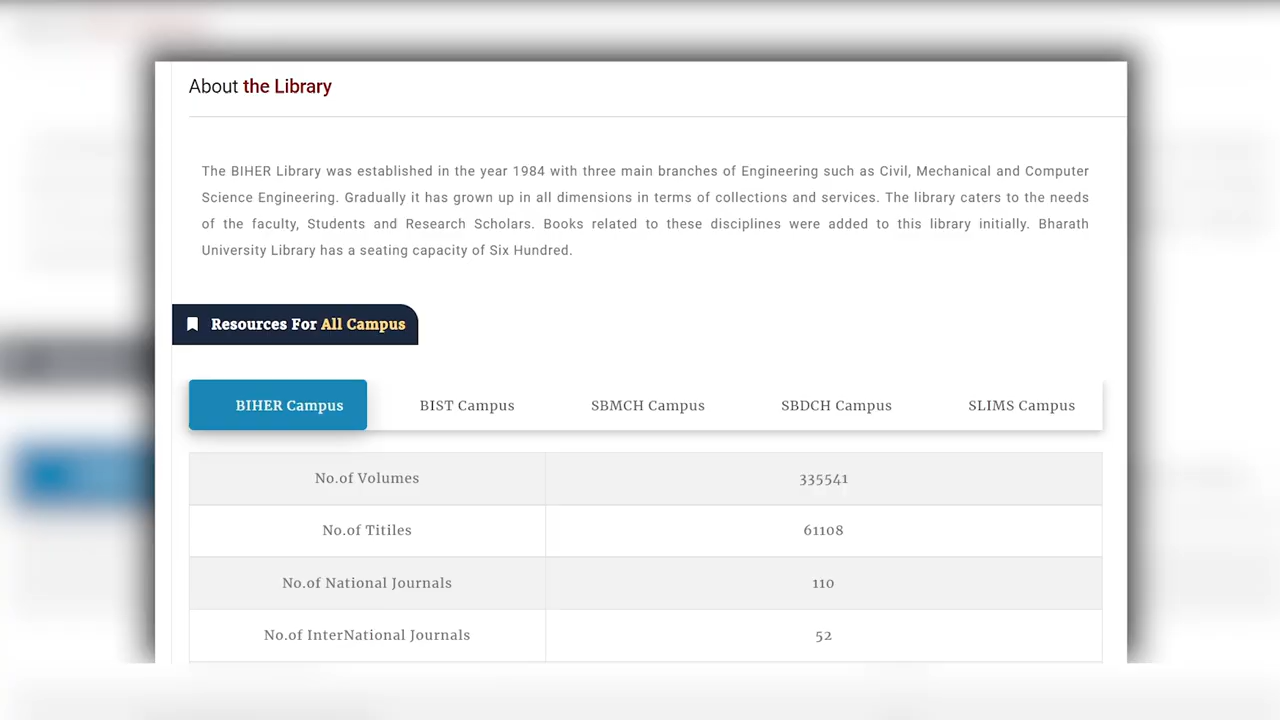 About the Library
The BIHER Library was established in the year 1984 with three main branches of Engineering such as Civil, Mechanical and Computer
Science Engineering. Gradually it has grown up in all dimensions in terms of collections and services. The library caters to the needs
of the faculty, Students and Research Scholars. Books related to these disciplines were added to this library initially. Bharath
University Library has a seating capacity of Six Hundred.
Resources For All Campus
BIHER Campus BIST Campus SBMCH Campus SBDCH Campus SLIMS Campus
No.of Volumes 335541
No.of Titiles 61108
No.of National Journals 110
No.of InterNational Journals 52